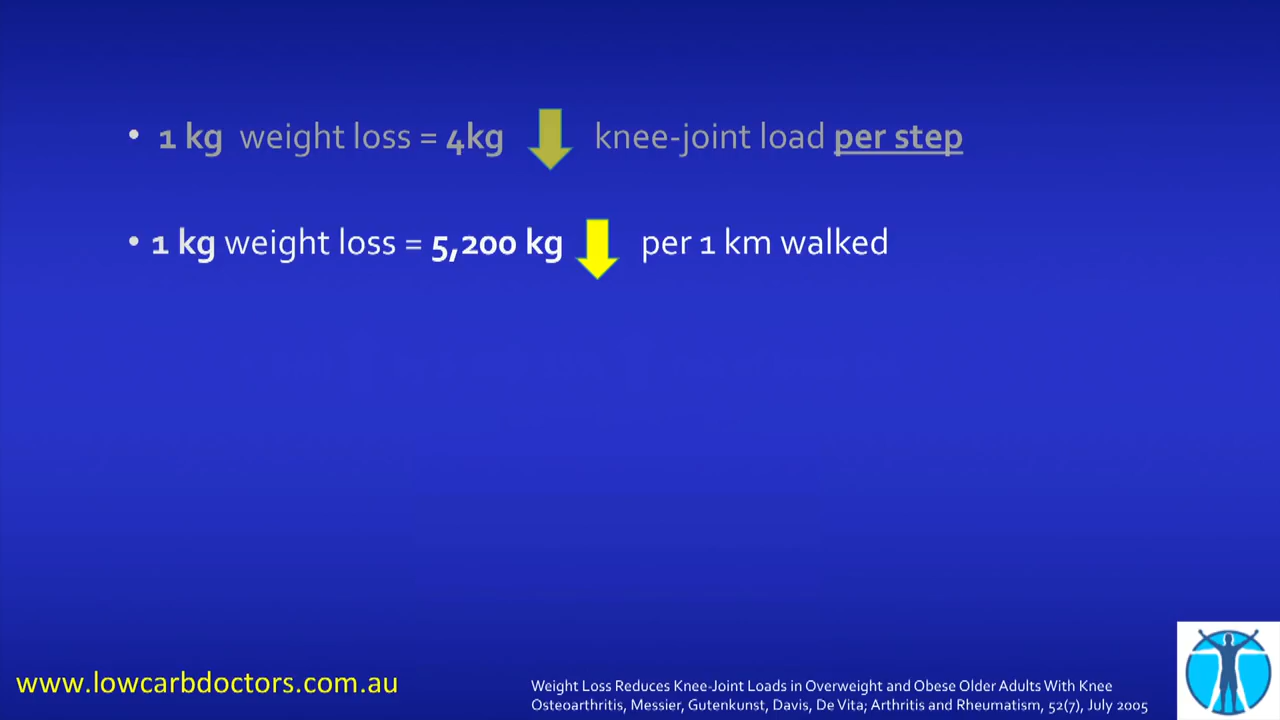 • 1 kg weight loss = 4kg knee-joint load per step
• 1 kg weight loss = 5,200 kg per 1 km walked
www.lowcarbdoctors.com.au
Weight Loss Reduces Knee-Joint Loads in Overweight and Obese Older Adults With Knee
Osteoarthritis, Messier, Gutenkunst, Davis, De Vita; Arthritis and Rheumatism, 52(7), July 2005